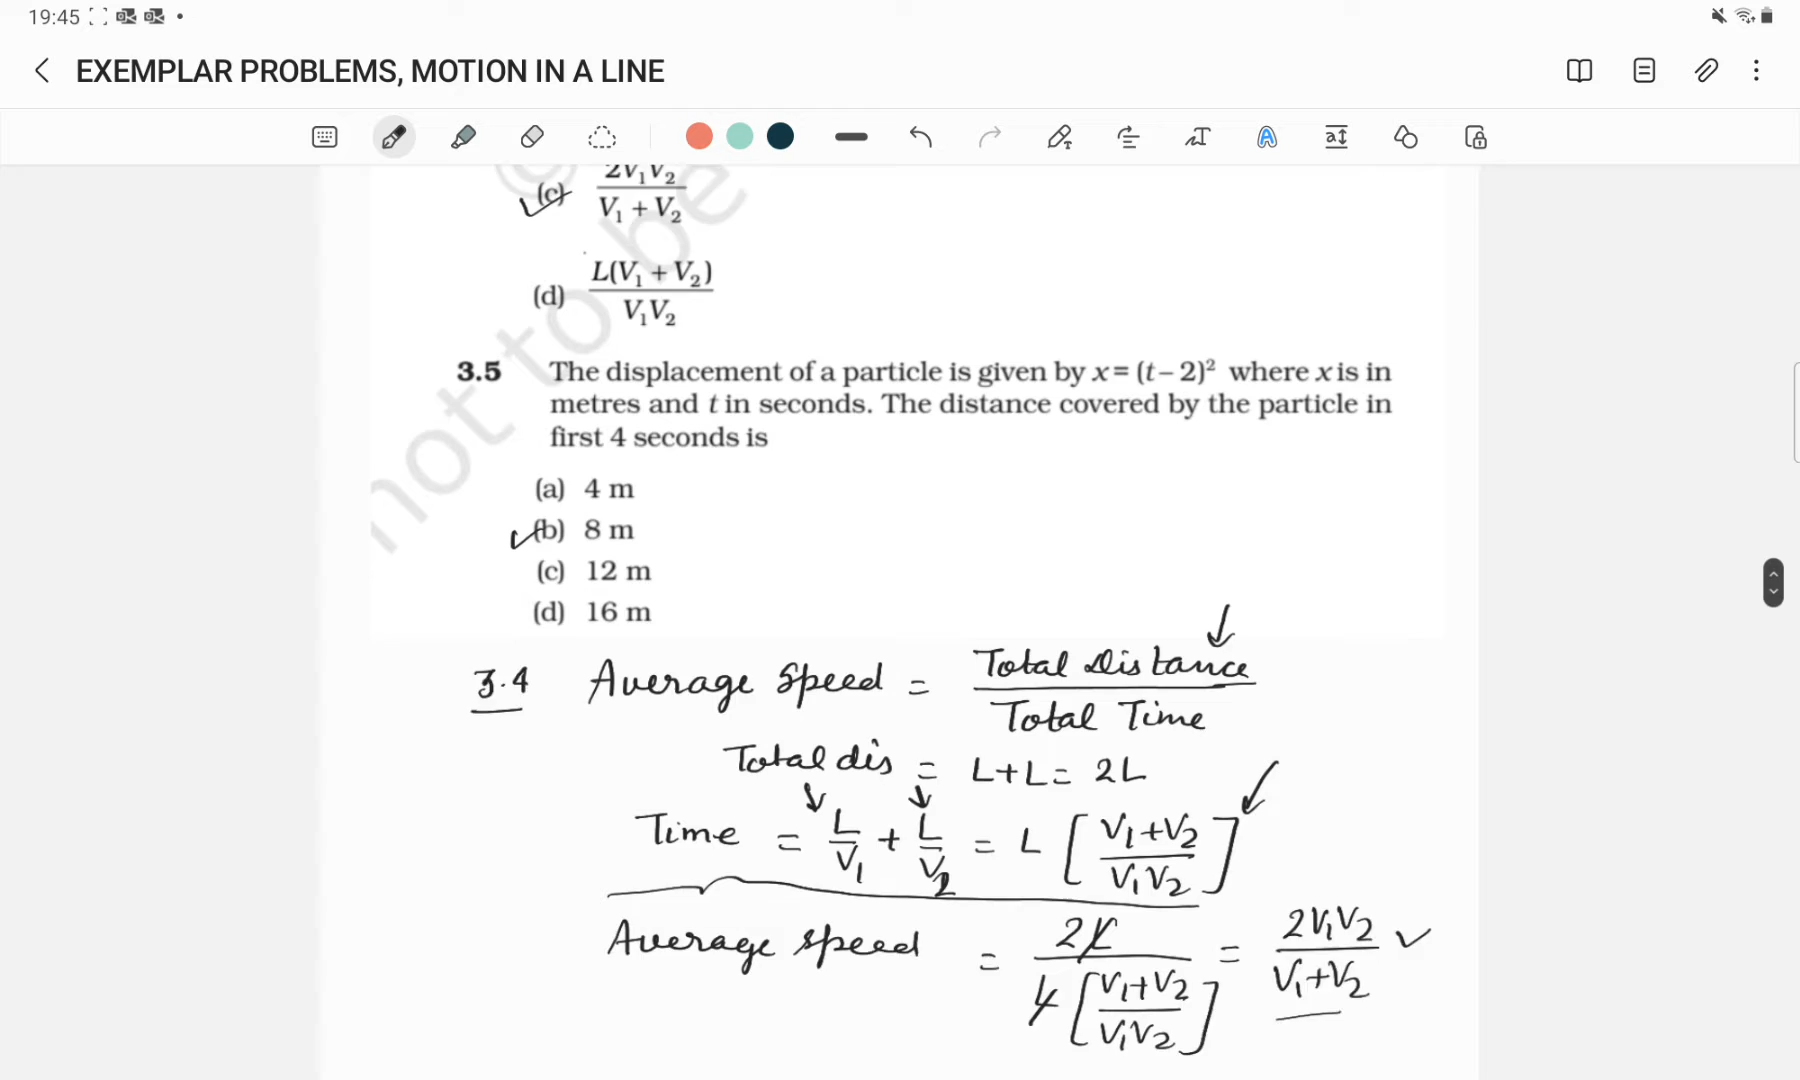 19:45
EXEMPLAR PROBLEMS, MOTION IN A LINE
not to be
(c) 2V₁V₂ / V₁ + V₂
(d) L(V₁ + V₂) / V₁V₂
3.5 The displacement of a particle is given by x = (t – 2)² where x is in
metres and t in seconds. The distance covered by the particle in
first 4 seconds is
(a) 4 m
(b) 8 m
(c) 12 m
(d) 16 m
3.4 Average Speed = Total Distance / Total Time
Total dis = L+L = 2L
Time = L/V₁ + L/V₂ = L [ V₁+V₂ / V₁V₂ ]
Average speed = 2L / L [ V₁+V₂ / V₁V₂ ] = 2V₁V₂ / V₁+V₂